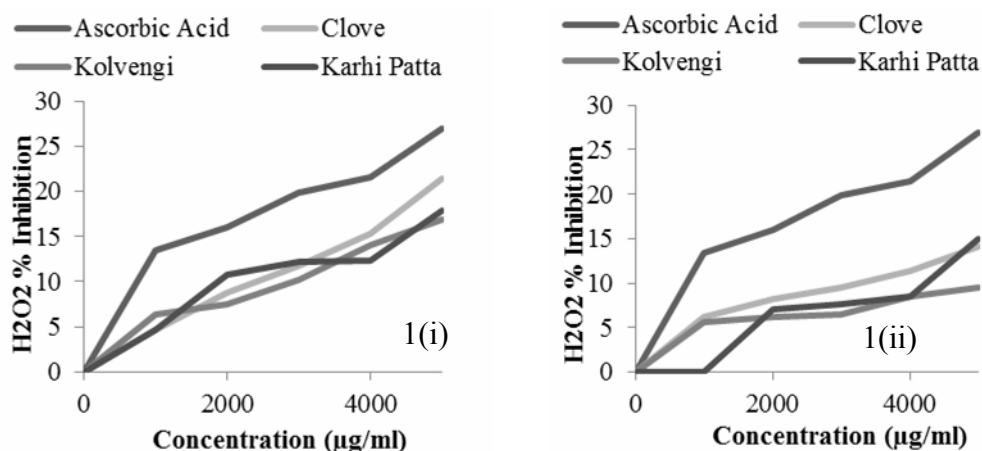 Ascorbic Acid Clove
Kolvengi Karhi Patta
30
25
20
15
10
5
0
H2O2 % Inhibition
1(i)
0 2000 4000
Concentration (µg/ml)
Ascorbic Acid Clove
Kolvengi Karhi Patta
30
25
20
15
10
5
0
H2O2 % Inhibition
1(ii)
0 2000 4000
Concentration (µg/ml)